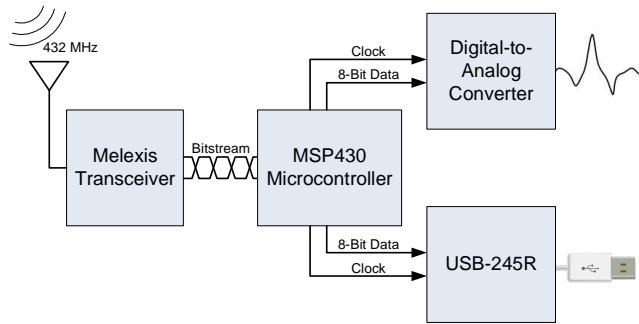 432 MHz
Melexis
Transceiver
Bitstream
MSP430
Microcontroller
Clock
8-Bit Data
Digital-to-
Analog
Converter
8-Bit Data
Clock
USB-245R